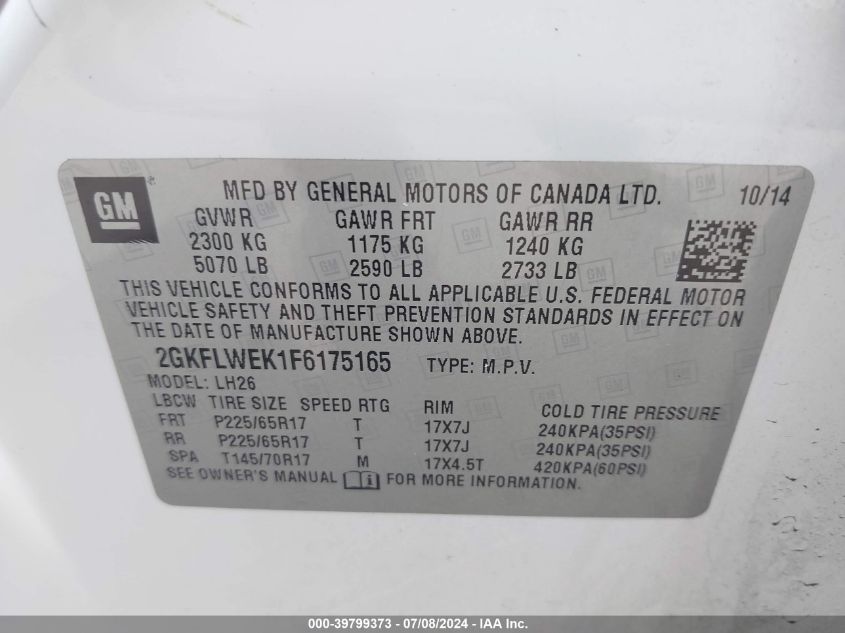 GM
MFD BY GENERAL MOTORS OF CANADA LTD. 10/14
GVWR GAWR FRT GAWR RR
2300 KG 1175 KG 1240 KG
5070 LB 2590 LB 2733 LB
THIS VEHICLE CONFORMS TO ALL APPLICABLE U.S. FEDERAL MOTOR
VEHICLE SAFETY AND THEFT PREVENTION STANDARDS IN EFFECT ON
THE DATE OF MANUFACTURE SHOWN ABOVE.
2GKFLWEK1F6175165 TYPE: M.P.V.
MODEL: LH26
LBCW TIRE SIZE SPEED RTG RIM COLD TIRE PRESSURE
FRT P225/65R17 T 17X7J 240KPA(35PSI)
RR P225/65R17 T 17X7J 240KPA(35PSI)
SPA T145/70R17 M 17X4.5T 420KPA(60PSI)
SEE OWNER'S MANUAL FOR MORE INFORMATION.
000-39799373 - 07/08/2024 - IAA Inc.